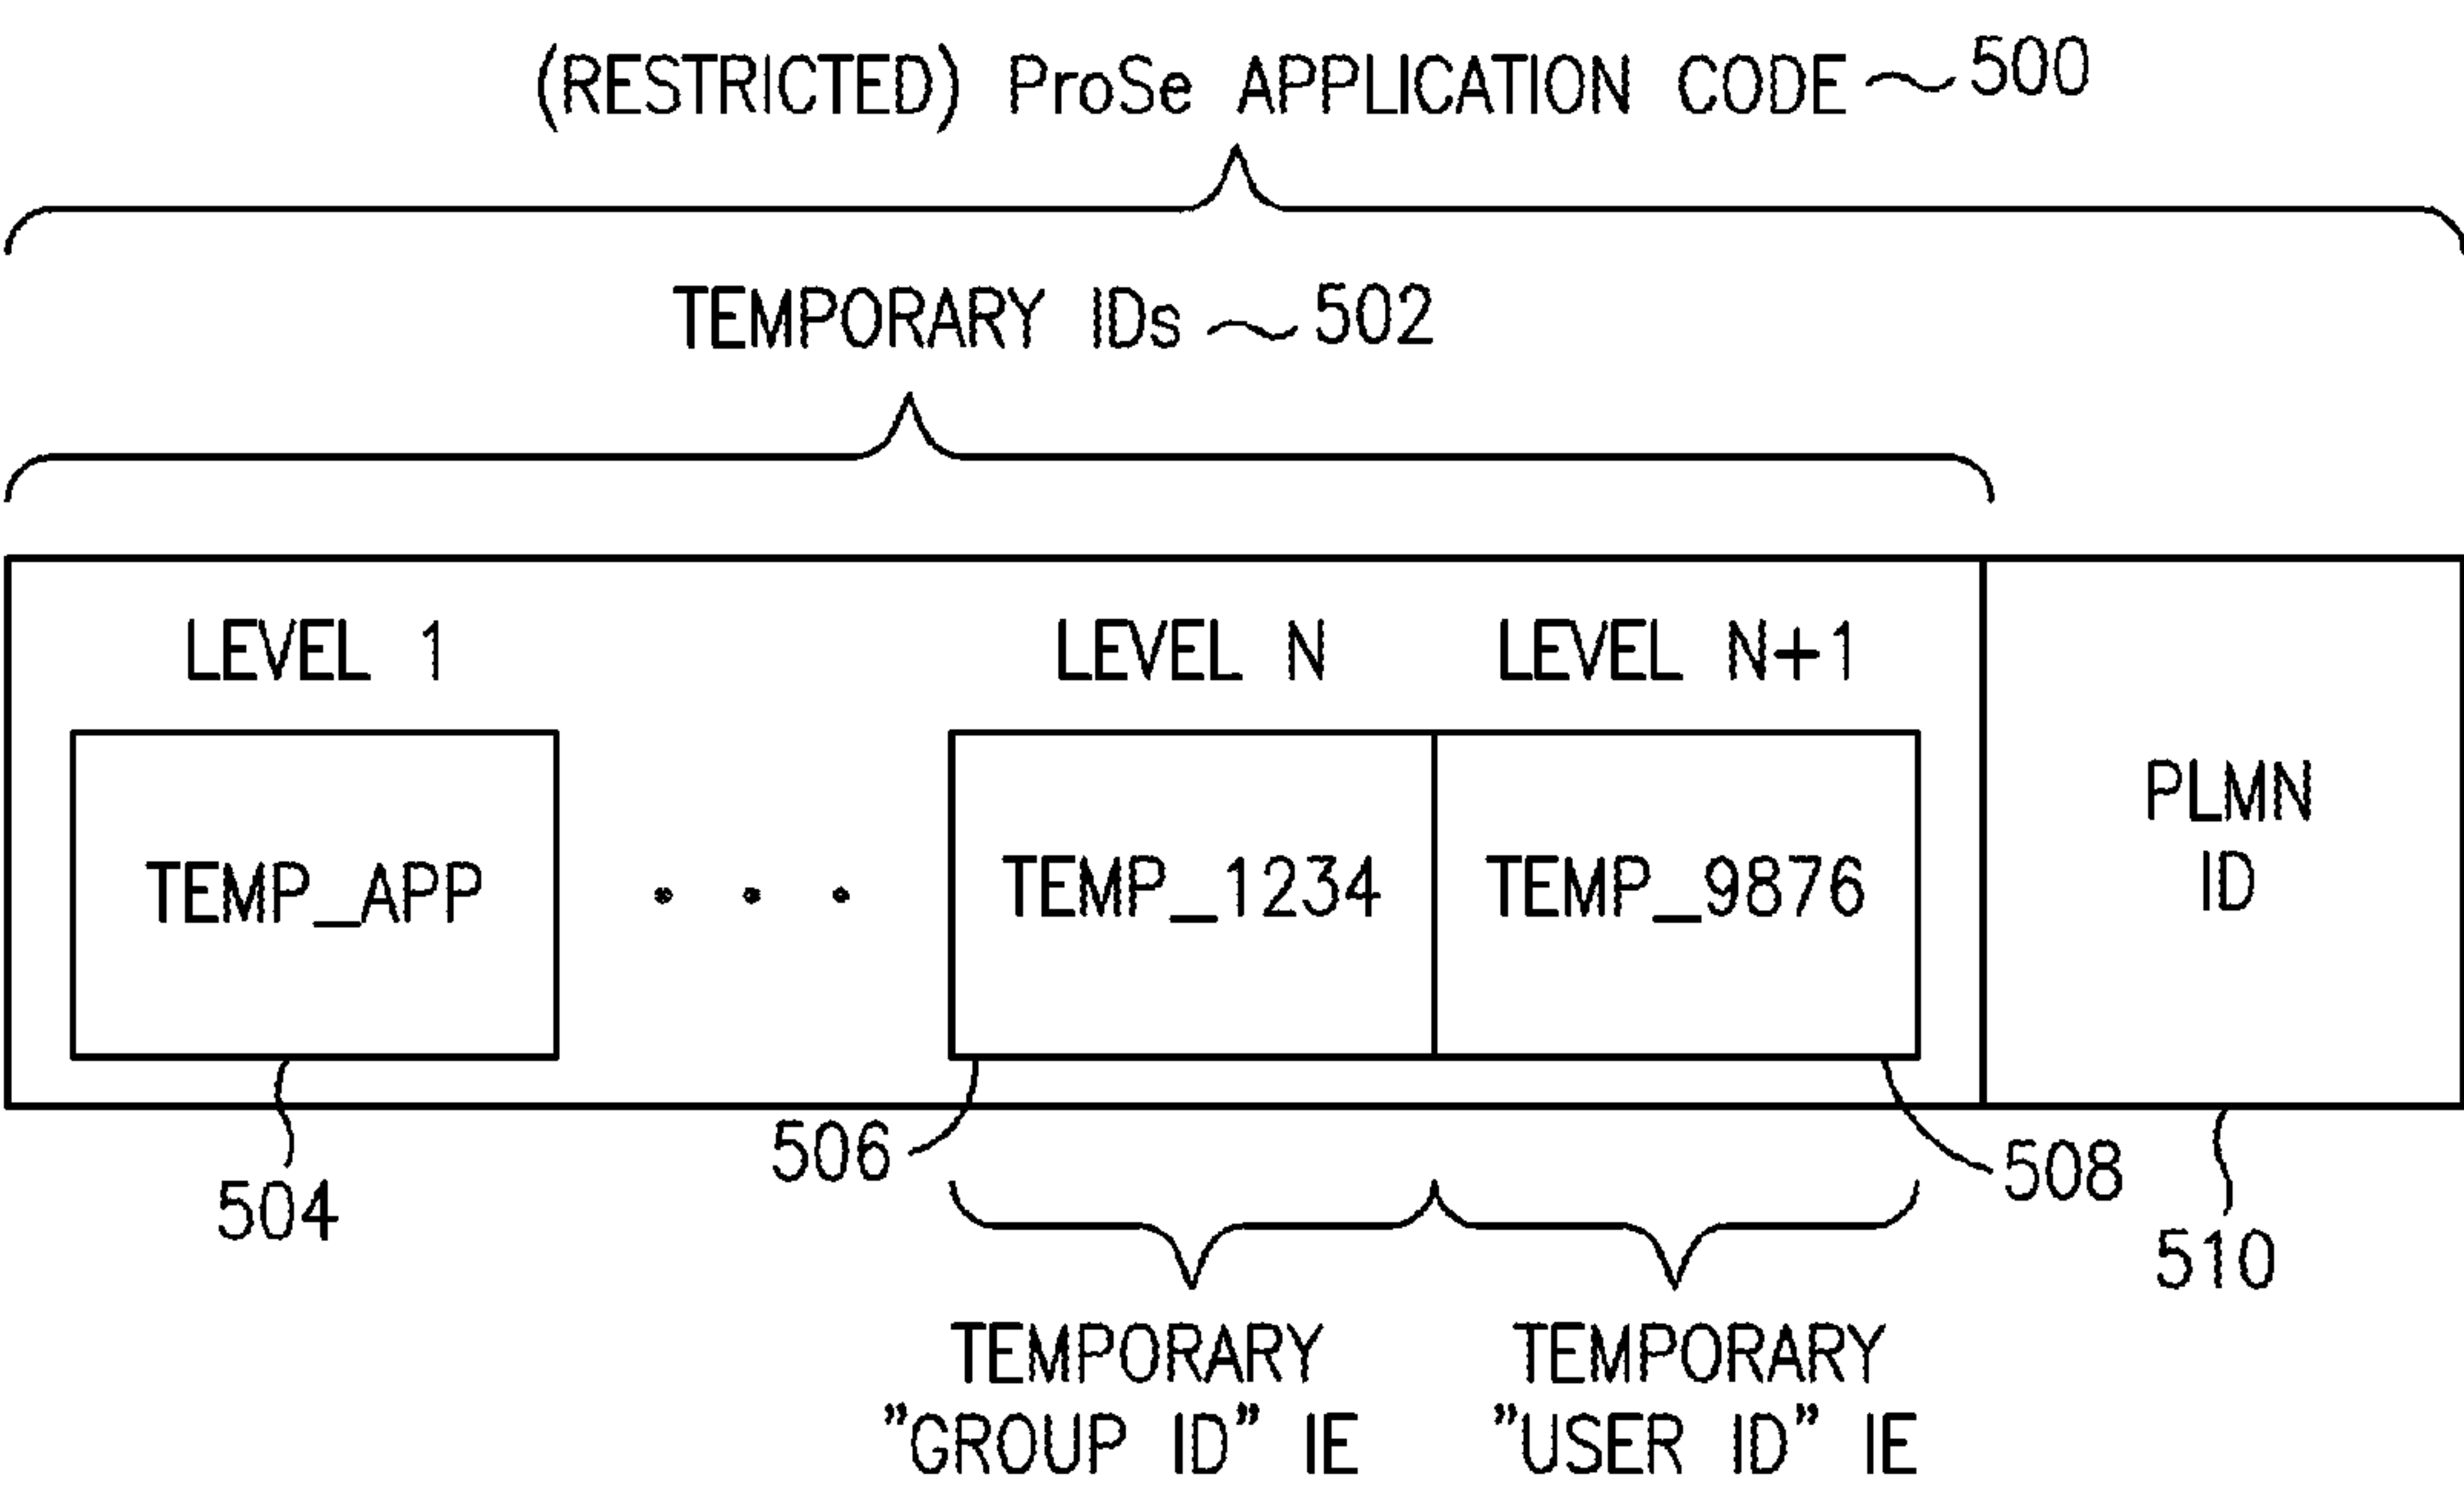 (RESTRICTED) ProSe APPLICATION CODE 500
TEMPORARY IDs 502
LEVEL 1 LEVEL N LEVEL N+1
PLMN
ID
TEMP_APP . . . TEMP_1234 TEMP_9876
506 508
504 510
TEMPORARY TEMPORARY
"GROUP ID" IE "USER ID" IE